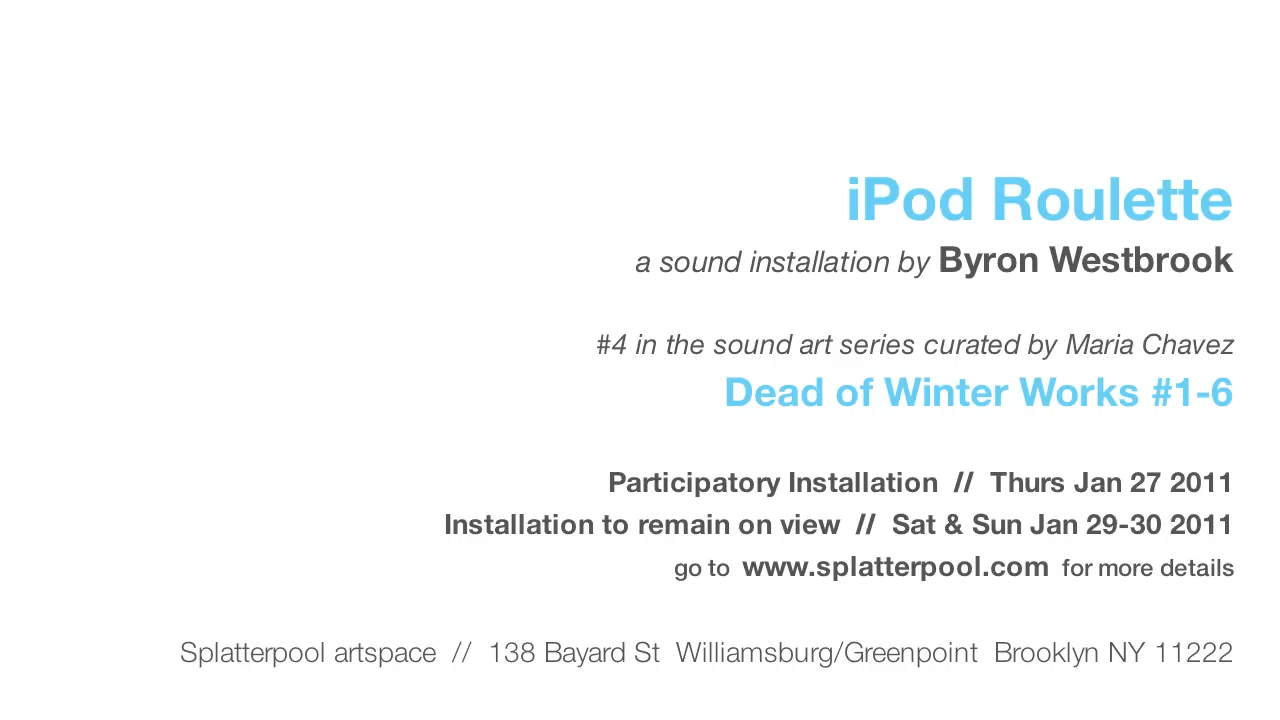 iPod Roulette
a sound installation by Byron Westbrook
#4 in the sound art series curated by Maria Chavez
Dead of Winter Works #1-6
Participatory Installation // Thurs Jan 27 2011
Installation to remain on view // Sat & Sun Jan 29-30 2011
go to www.splatterpool.com for more details
Splatterpool artspace // 138 Bayard St Williamsburg/Greenpoint Brooklyn NY 11222